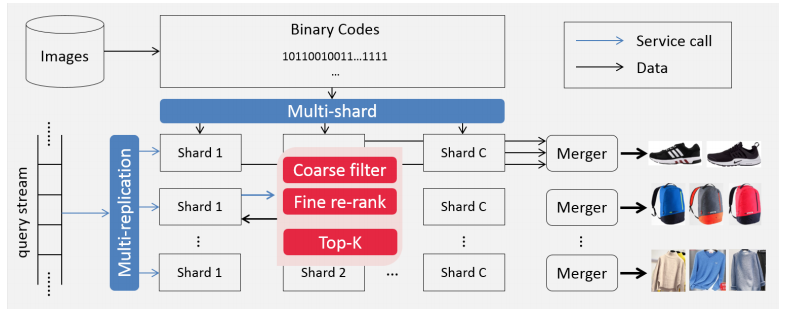 Images
Binary Codes
10110010011...1111
...
Service call
Data
Multi-shard
query stream
Multi-replication
Shard 1
Shard C
Merger
Coarse filter
Fine re-rank
Top-K
Shard 1
Shard C
Merger
Shard 1
Shard 2
...
Shard C
Merger